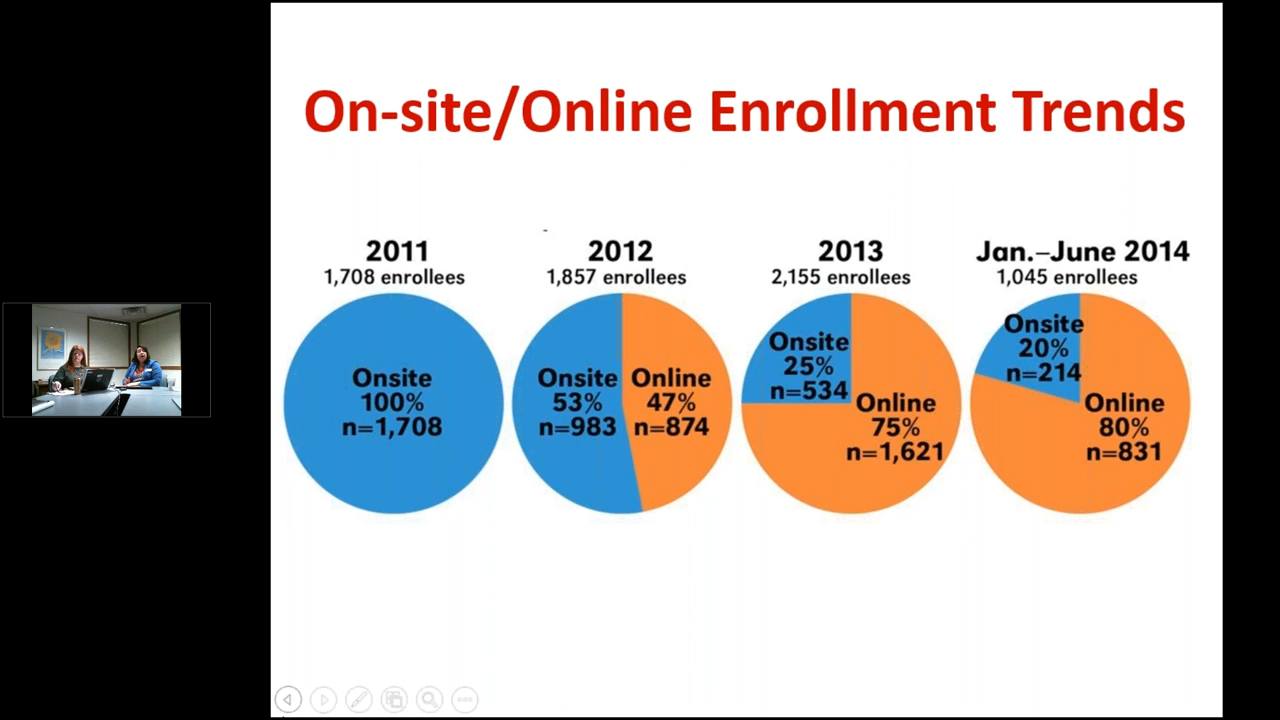 On-site/Online Enrollment Trends
2011
1,708 enrollees
Onsite
100%
n=1,708
2012
1,857 enrollees
Onsite
53%
n=983
Online
47%
n=874
2013
2,155 enrollees
Onsite
25%
n=534
Online
75%
n=1,621
Jan.–June 2014
1,045 enrollees
Onsite
20%
n=214
Online
80%
n=831